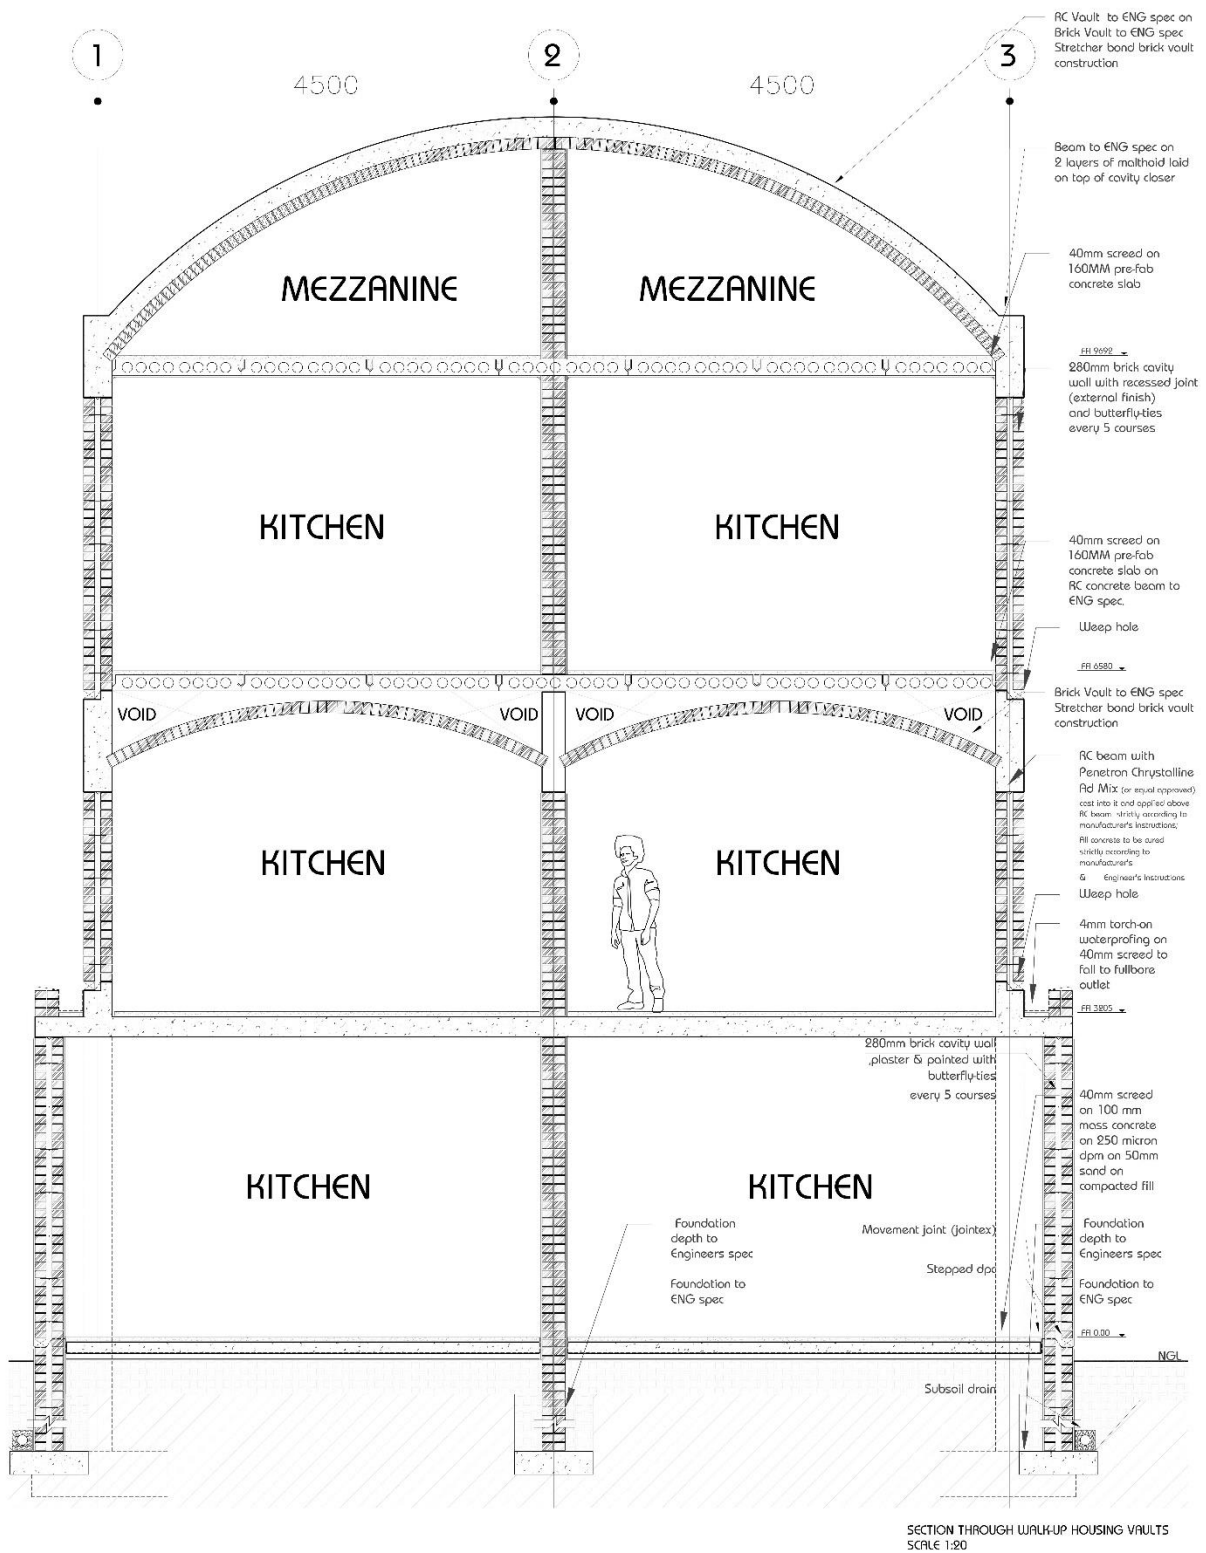 1
2
3
4500
4500
RC Vault to ENG spec on
Brick Vault to ENG spec
Stretcher bond brick vault
construction
Beam to ENG spec on
2 layers of malthoid laid
on top of cavity closer
MEZZANINE
MEZZANINE
40mm screed on
160MM pre-fab
concrete slab
FFl 9692
280mm brick cavity
wall with recessed joint
(external finish)
and butterfly-ties
every 5 courses
KITCHEN
KITCHEN
40mm screed on
160MM pre-fab
concrete slab on
RC concrete beam to
ENG spec.
Weep hole
FFl 6580
Brick Vault to ENG spec
Stretcher bond brick vault
construction
VOID
VOID
VOID
VOID
RC beam with
Penetron Chrystalline
Ad Mix (or equal approved)
cast into it and applied above
RC beam strictly according to
manufacturer's instructions;
All concrete to be cured
strictly according to
manufacturer's
& Engineer's Instructions
KITCHEN
KITCHEN
Weep hole
4mm torch-on
waterprofing on
40mm screed to
fall to fullbore
outlet
FFl 3205
280mm brick cavity wall
,plaster & painted with
butterfly-ties
every 5 courses
40mm screed
on 100 mm
mass concrete
on 250 micron
dpm on 50mm
sand on
compacted fill
KITCHEN
KITCHEN
Foundation
depth to
Engineers spec
Foundation to
ENG spec
Movement joint (jointex)
Stepped dpc
Foundation
depth to
Engineers spec
Foundation to
ENG spec
FFl 0.00
NGL
Subsoil drain
SECTION THROUGH WALK-UP HOUSING VAULTS
SCALE 1:20